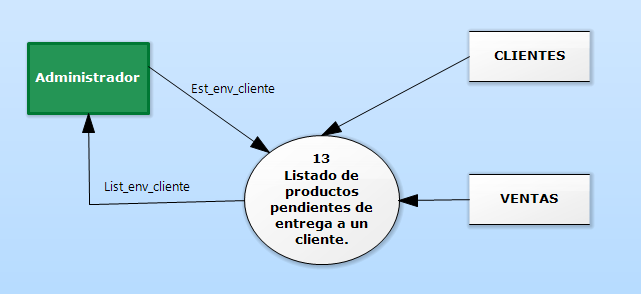 Administrador
Est_env_cliente
CLIENTES
13
Listado de
productos
pendientes de
entrega a un
cliente.
List_env_cliente
VENTAS